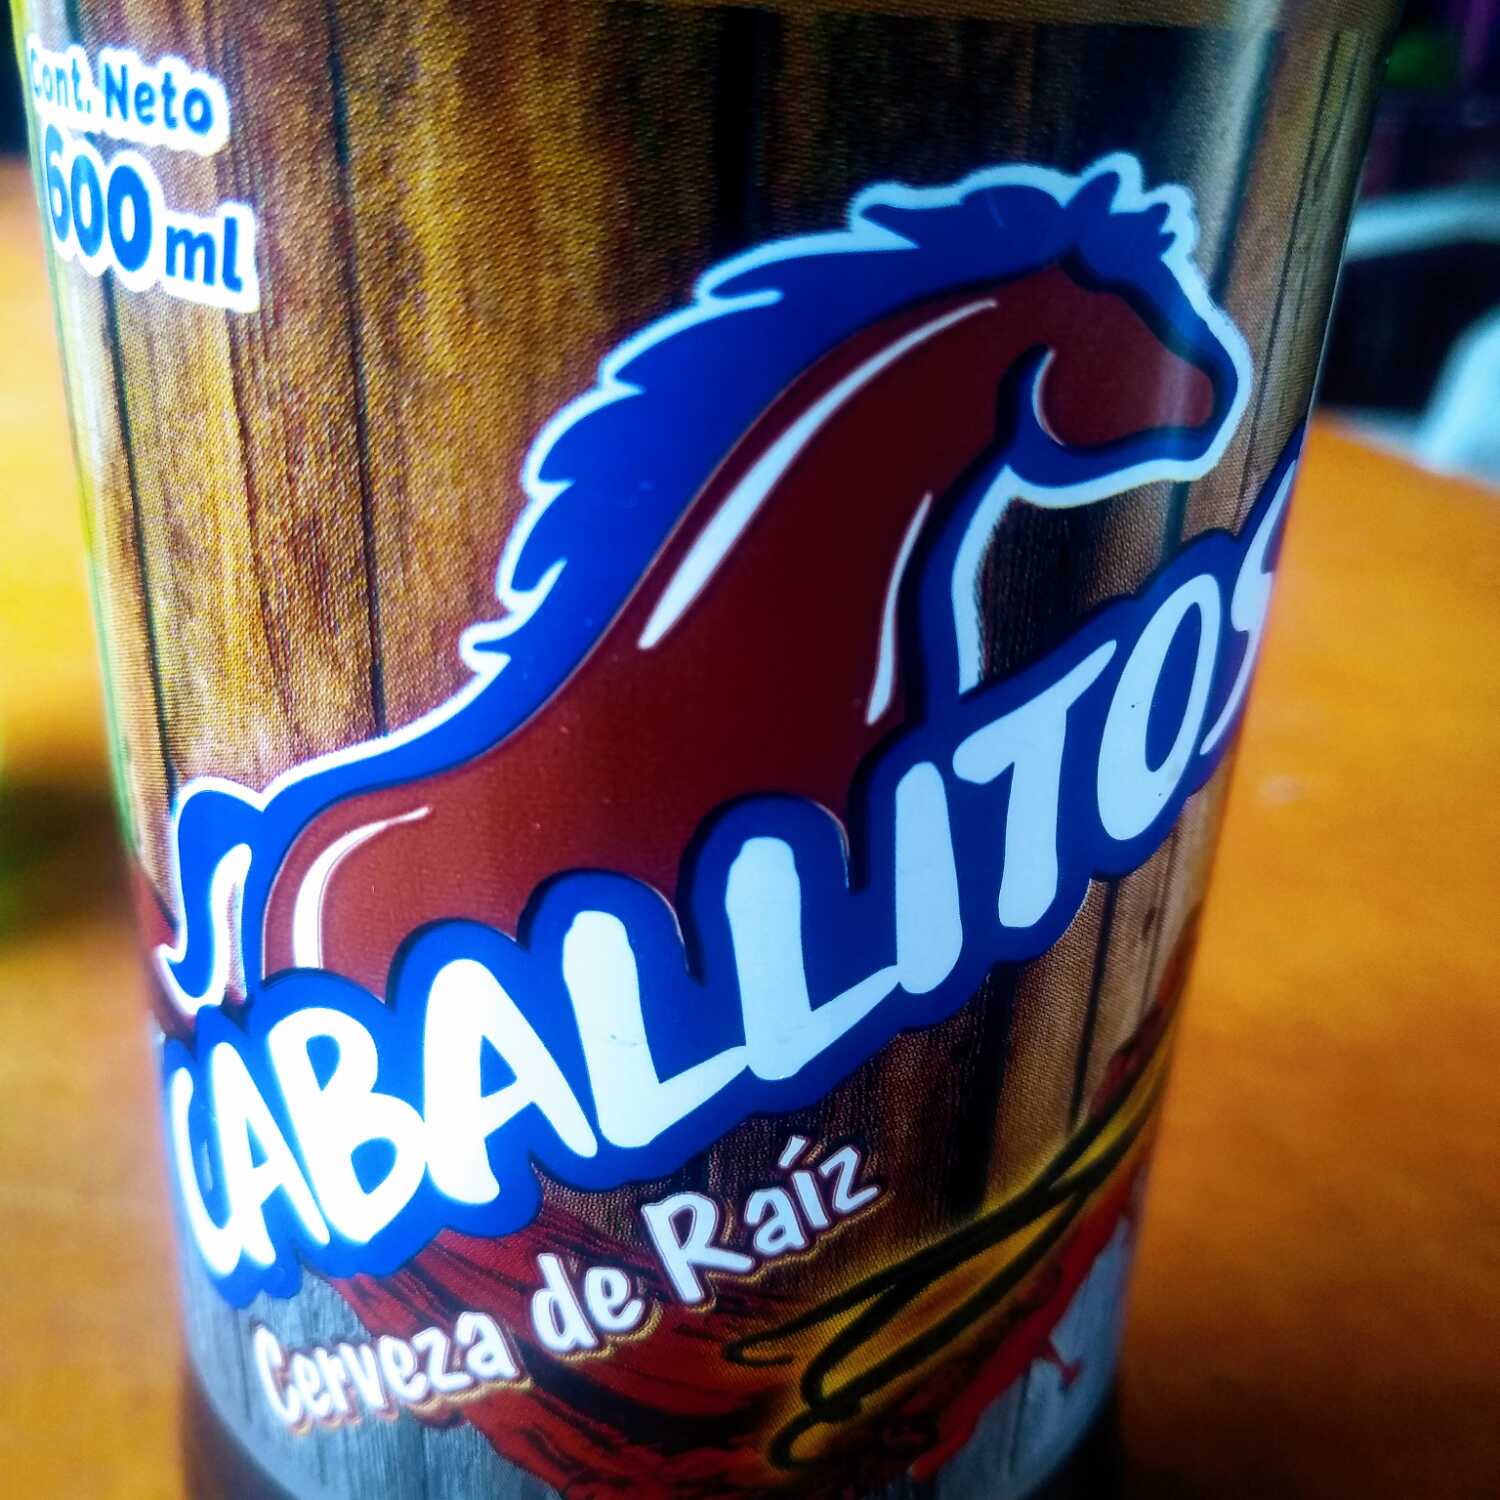 Cont. Neto
600 ml
CABALLITOS
Cerveza de Raíz